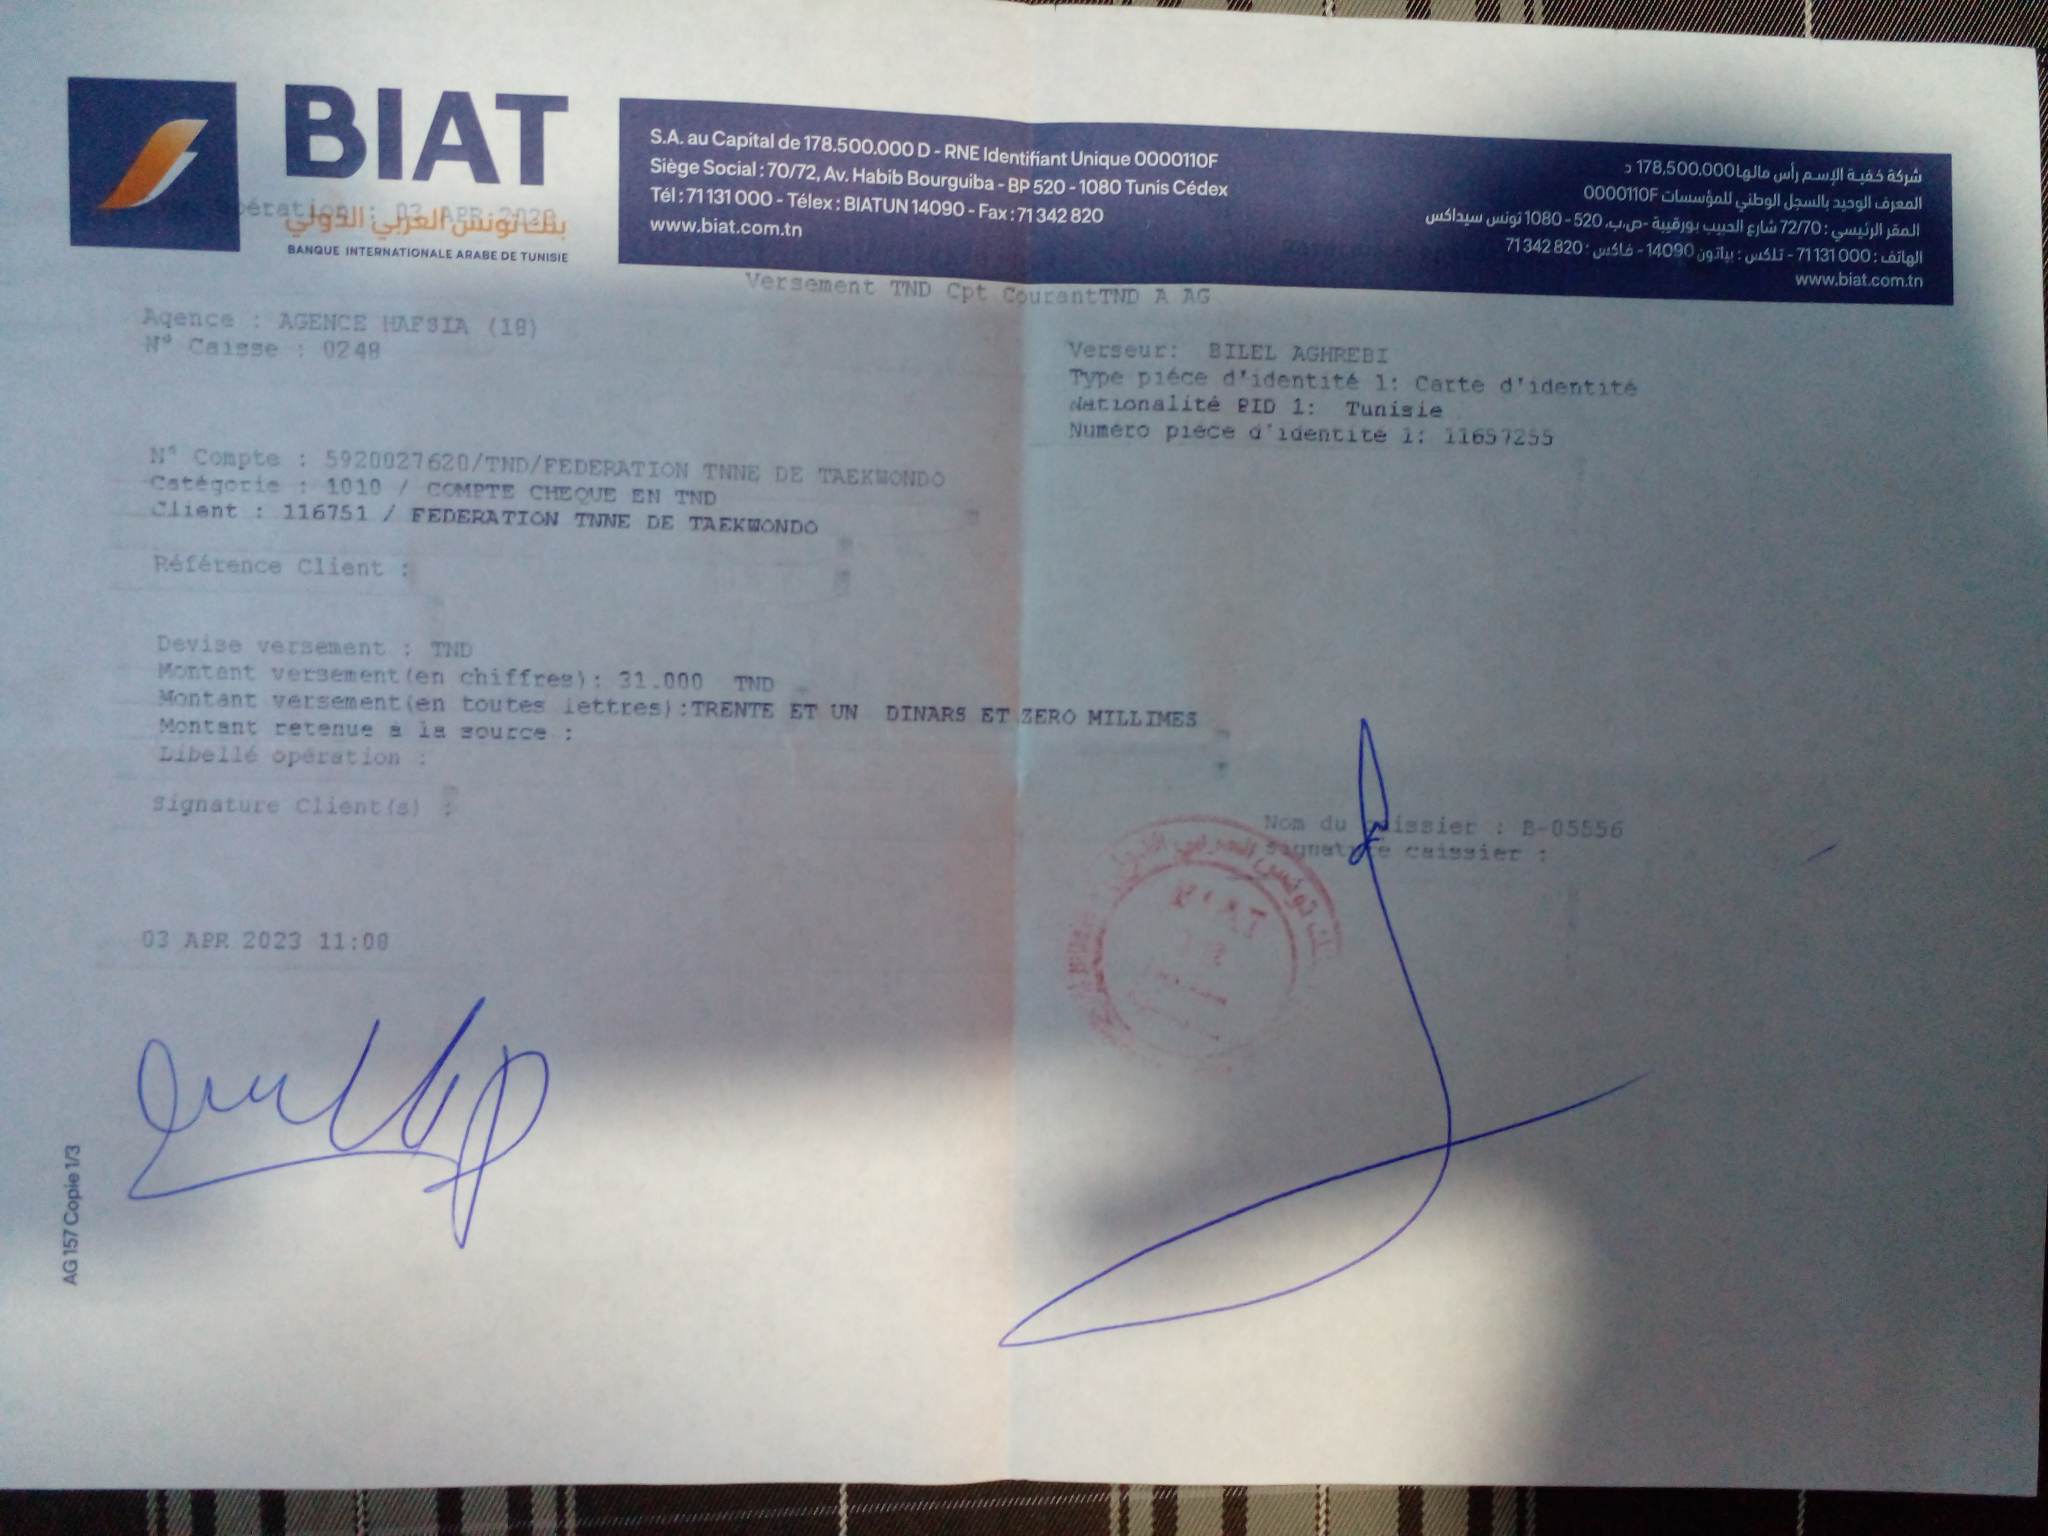 BIAT
بنك تونس العربي الدولي
BANQUE INTERNATIONALE ARABE DE TUNISIE
S.A. au Capital de 178.500.000 D - RNE Identifiant Unique 0000110F
Siège Social : 70/72, Av. Habib Bourguiba - BP 520 - 1080 Tunis Cédex
Tél : 71 131 000 - Télex : BIATUN 14090 - Fax : 71 342 820
www.biat.com.tn
شركة خفية الإسم رأس مالها 178.500.000 د
المعرف الوحيد بالسجل الوطني للمؤسسات 0000110F
المقر الرئيسي : 72/70 شارع الحبيب بورقيبة -ص.ب. 520 - 1080 تونس سيداكس
الهاتف : 71 131 000 - تلكس : بياتون 14090 - فاكس : 71 342 820
www.biat.com.tn
opération : 03 APR
Versement TND Cpt CourantTND A AG
Agence : AGENCE HAFSIA (18)
N° Caisse : 0248
Verseur: BILEL AGHREBI
Type piéce d'identité 1: Carte d'identité
Nationalité PID 1: Tunisie
Numéro piéce d'identité 1: 11657255
N° Compte : 5920027620/TND/FEDERATION TNNE DE TAEKWONDO
Catégorie : 1010 / COMPTE CHEQUE EN TND
Client : 116751 / FEDERATION TNNE DE TAEKWONDO
Référence Client :
Devise versement : TND
Montant versement(en chiffres): 31.000 TND
Montant versement(en toutes lettres):TRENTE ET UN DINARS ET ZERO MILLIMES
Montant retenue à la source :
Libellé opération :
Signature Client(s) :
Nom du caissier : B-05556
Signature caissier :
BIAT
03 APR 2023 11:00
AG 157 Copie 1/3